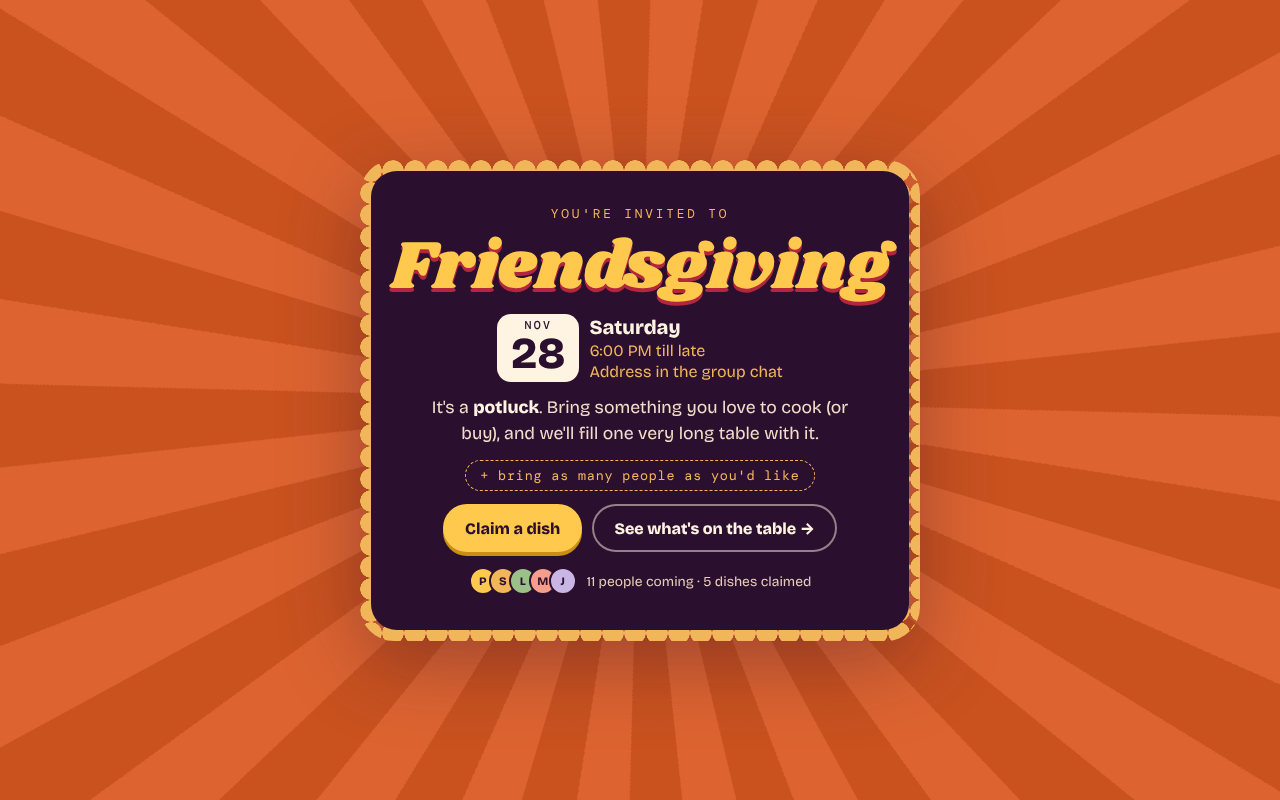 YOU'RE INVITED TO
Friendsgiving
NOV
28
Saturday
6:00 PM till late
Address in the group chat
It's a potluck. Bring something you love to cook (or
buy), and we'll fill one very long table with it.
+ bring as many people as you'd like
Claim a dish
See what's on the table →
P S L M J
11 people coming · 5 dishes claimed